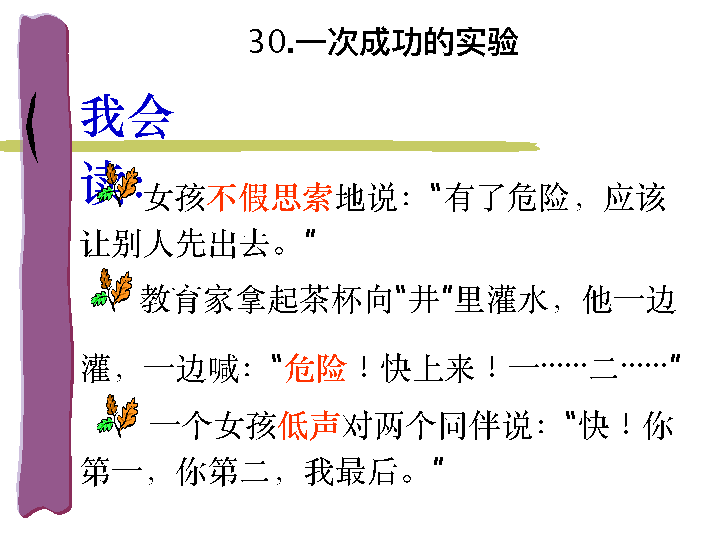 30.一次成功的实验
我会
读:
女孩不假思索地说:“有了危险,应该
让别人先出去。”
教育家拿起茶杯向“井”里灌水,他一边
灌,一边喊:“危险!快上来!一……二……”
一个女孩低声对两个同伴说:“快!你
第一,你第二,我最后。”